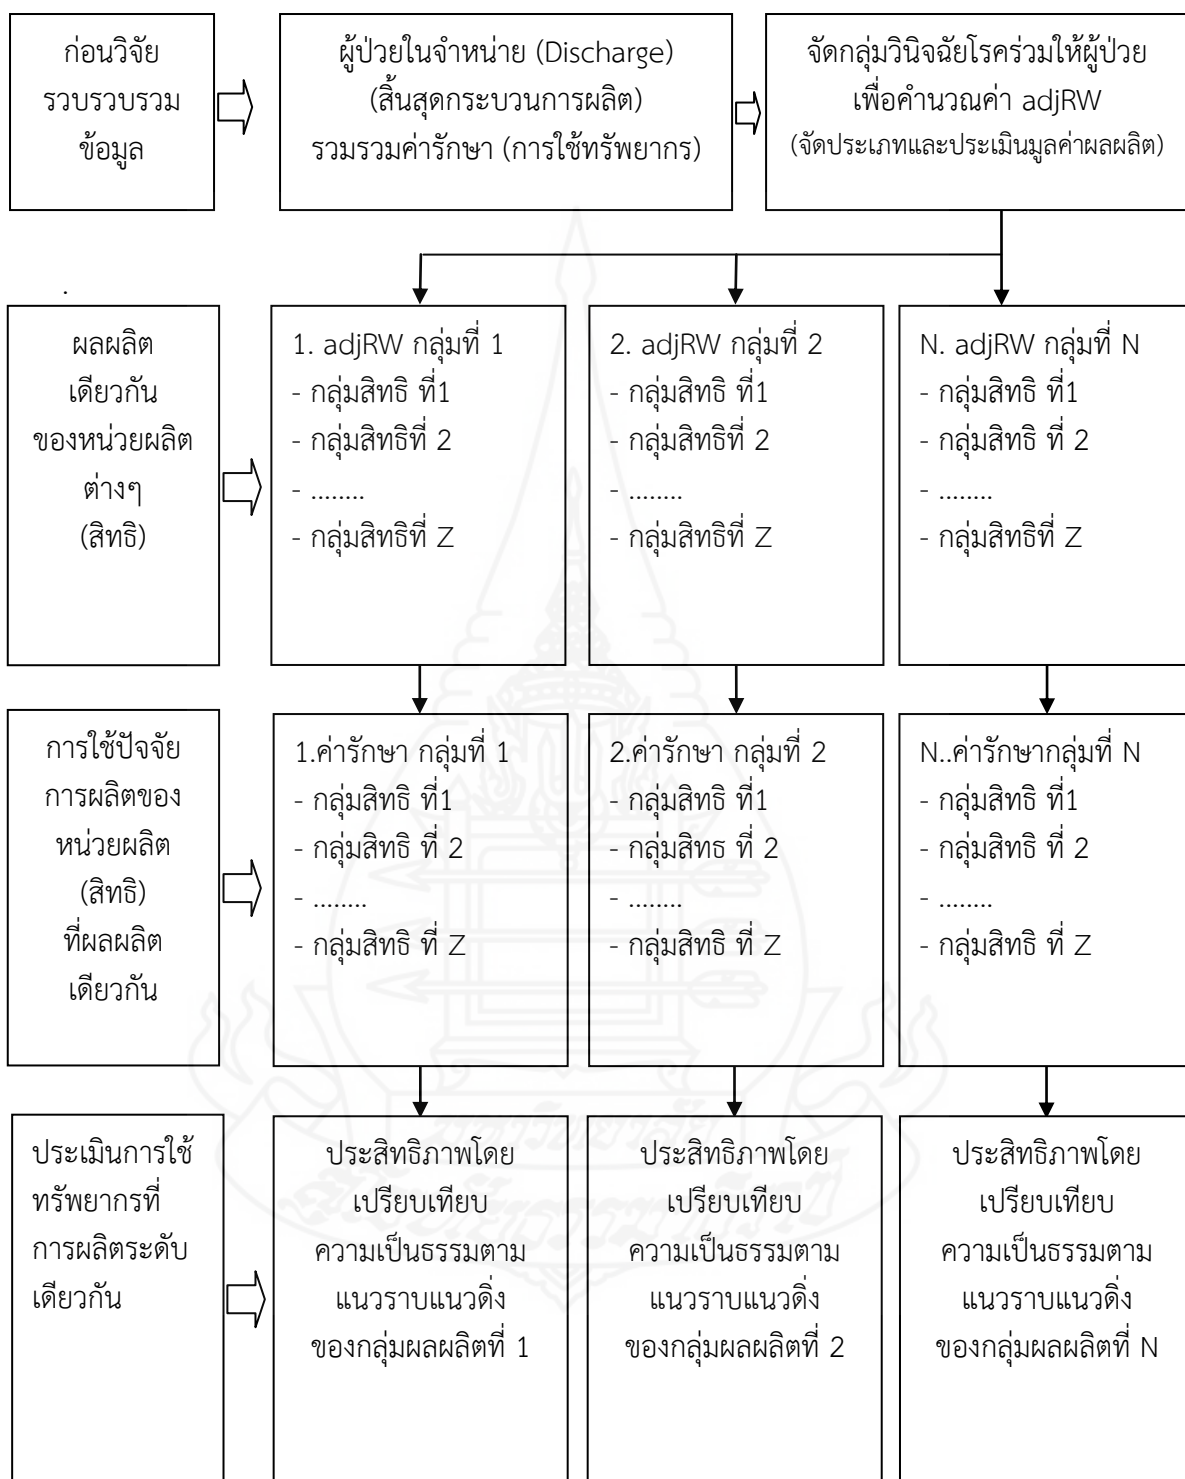 ก่อนวิจัย
รวบรวบรวม
ข้อมูล
ผู้ป่วยในจำหน่าย (Discharge)
(สิ้นสุดกระบวนการผลิต)
รวมรวมค่ารักษา (การใช้ทรัพยากร)
จัดกลุ่มวินิจฉัยโรคร่วมให้ผู้ป่วย
เพื่อคำนวณค่า adjRW
(จัดประเภทและประเมินมูลค่าผลผลิต)
.
ผลผลิต
เดียวกัน
ของหน่วยผลิต
ต่างๆ
(สิทธิ)
1. adjRW กลุ่มที่ 1
- กลุ่มสิทธิ ที่1
- กลุ่มสิทธิที่ 2
- ........
- กลุ่มสิทธิที่ Z
2. adjRW กลุ่มที่ 2
- กลุ่มสิทธิ ที่1
- กลุ่มสิทธิที่ 2
- ........
- กลุ่มสิทธิที่ Z
N. adjRW กลุ่มที่ N
- กลุ่มสิทธิ ที่1
- กลุ่มสิทธิ ที่ 2
- ........
- กลุ่มสิทธิที่ Z
การใช้ปัจจัย
การผลิตของ
หน่วยผลิต
(สิทธิ)
ที่ผลผลิต
เดียวกัน
1.ค่ารักษา กลุ่มที่ 1
- กลุ่มสิทธิ ที่1
- กลุ่มสิทธิ ที่ 2
- ........
- กลุ่มสิทธิ ที่ Z
2.ค่ารักษา กลุ่มที่ 2
- กลุ่มสิทธิ ที่1
- กลุ่มสิทธ ที่ 2
- ........
- กลุ่มสิทธิ ที่ Z
N..ค่ารักษากลุ่มที่ N
- กลุ่มสิทธิ ที่1
- กลุ่มสิทธิ ที่ 2
- ........
- กลุ่มสิทธิ ที่ Z
ประเมินการใช้
ทรัพยากรที่
การผลิตระดับ
เดียวกัน
ประสิทธิภาพโดย
เปรียบเทียบ
ความเป็นธรรมตาม
แนวราบแนวดิ่ง
ของกลุ่มผลผลิตที่ 1
ประสิทธิภาพโดย
เปรียบเทียบ
ความเป็นธรรมตาม
แนวราบแนวดิ่ง
ของกลุ่มผลผลิตที่ 2
ประสิทธิภาพโดย
เปรียบเทียบ
ความเป็นธรรมตาม
แนวราบแนวดิ่ง
ของกลุ่มผลผลิตที่ N